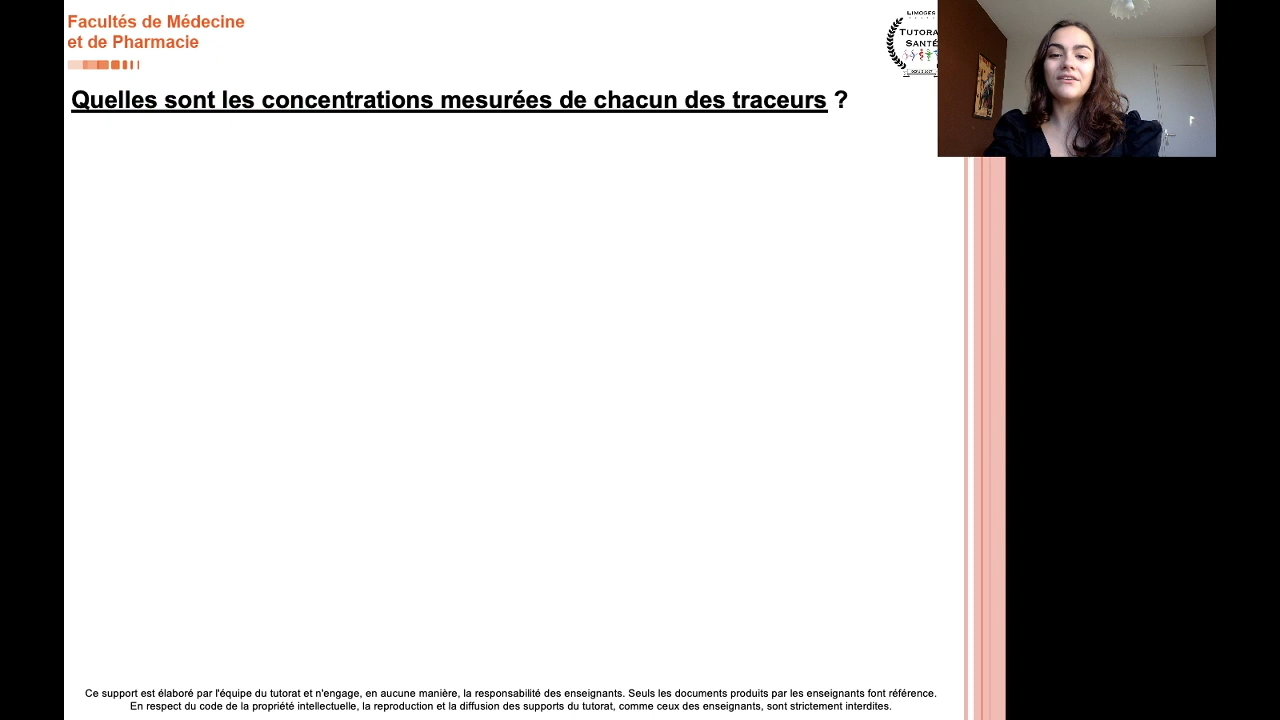 Facultés de Médecine
et de Pharmacie
LIMOGES
TUTORA
SANTÉ
Quelles sont les concentrations mesurées de chacun des traceurs ?
Ce support est élaboré par l'équipe du tutorat et n'engage, en aucune manière, la responsabilité des enseignants. Seuls les documents produits par les enseignants font référence.
En respect du code de la propriété intellectuelle, la reproduction et la diffusion des supports du tutorat, comme ceux des enseignants, sont strictement interdites.